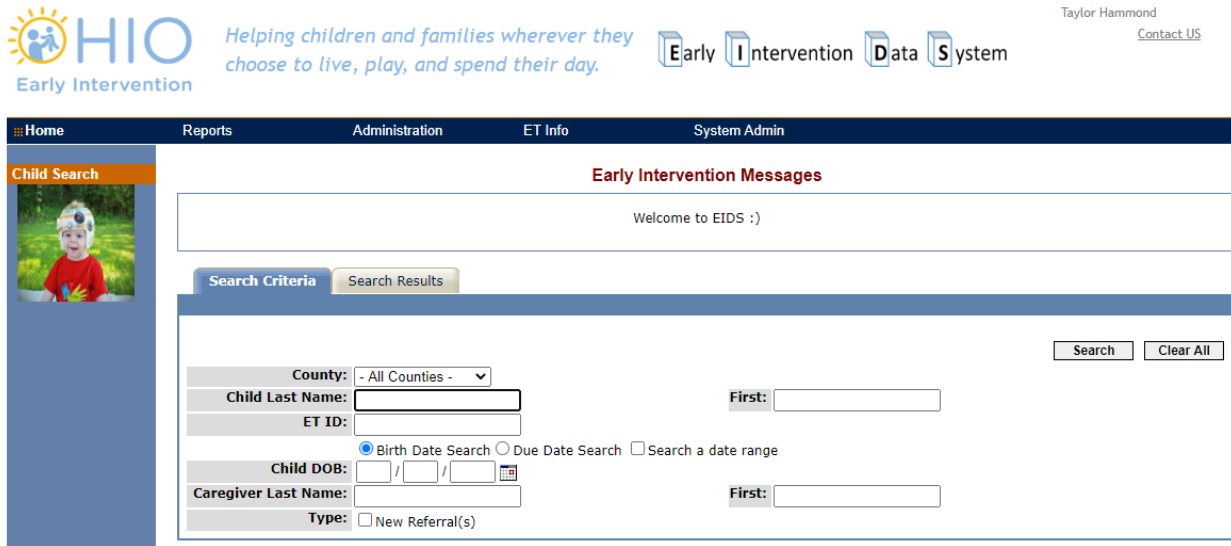 Taylor Hammond
Contact US
OHIO
Early Intervention
Helping children and families wherever they
choose to live, play, and spend their day.
Early Intervention Data System
Home Reports Administration ET Info System Admin
Child Search
Early Intervention Messages
Welcome to EIDS :)
Search Criteria Search Results
Search Clear All
County: - All Counties -
Child Last Name: First:
ET ID:
Birth Date Search Due Date Search Search a date range
Child DOB: / /
Caregiver Last Name: First:
Type: New Referral(s)